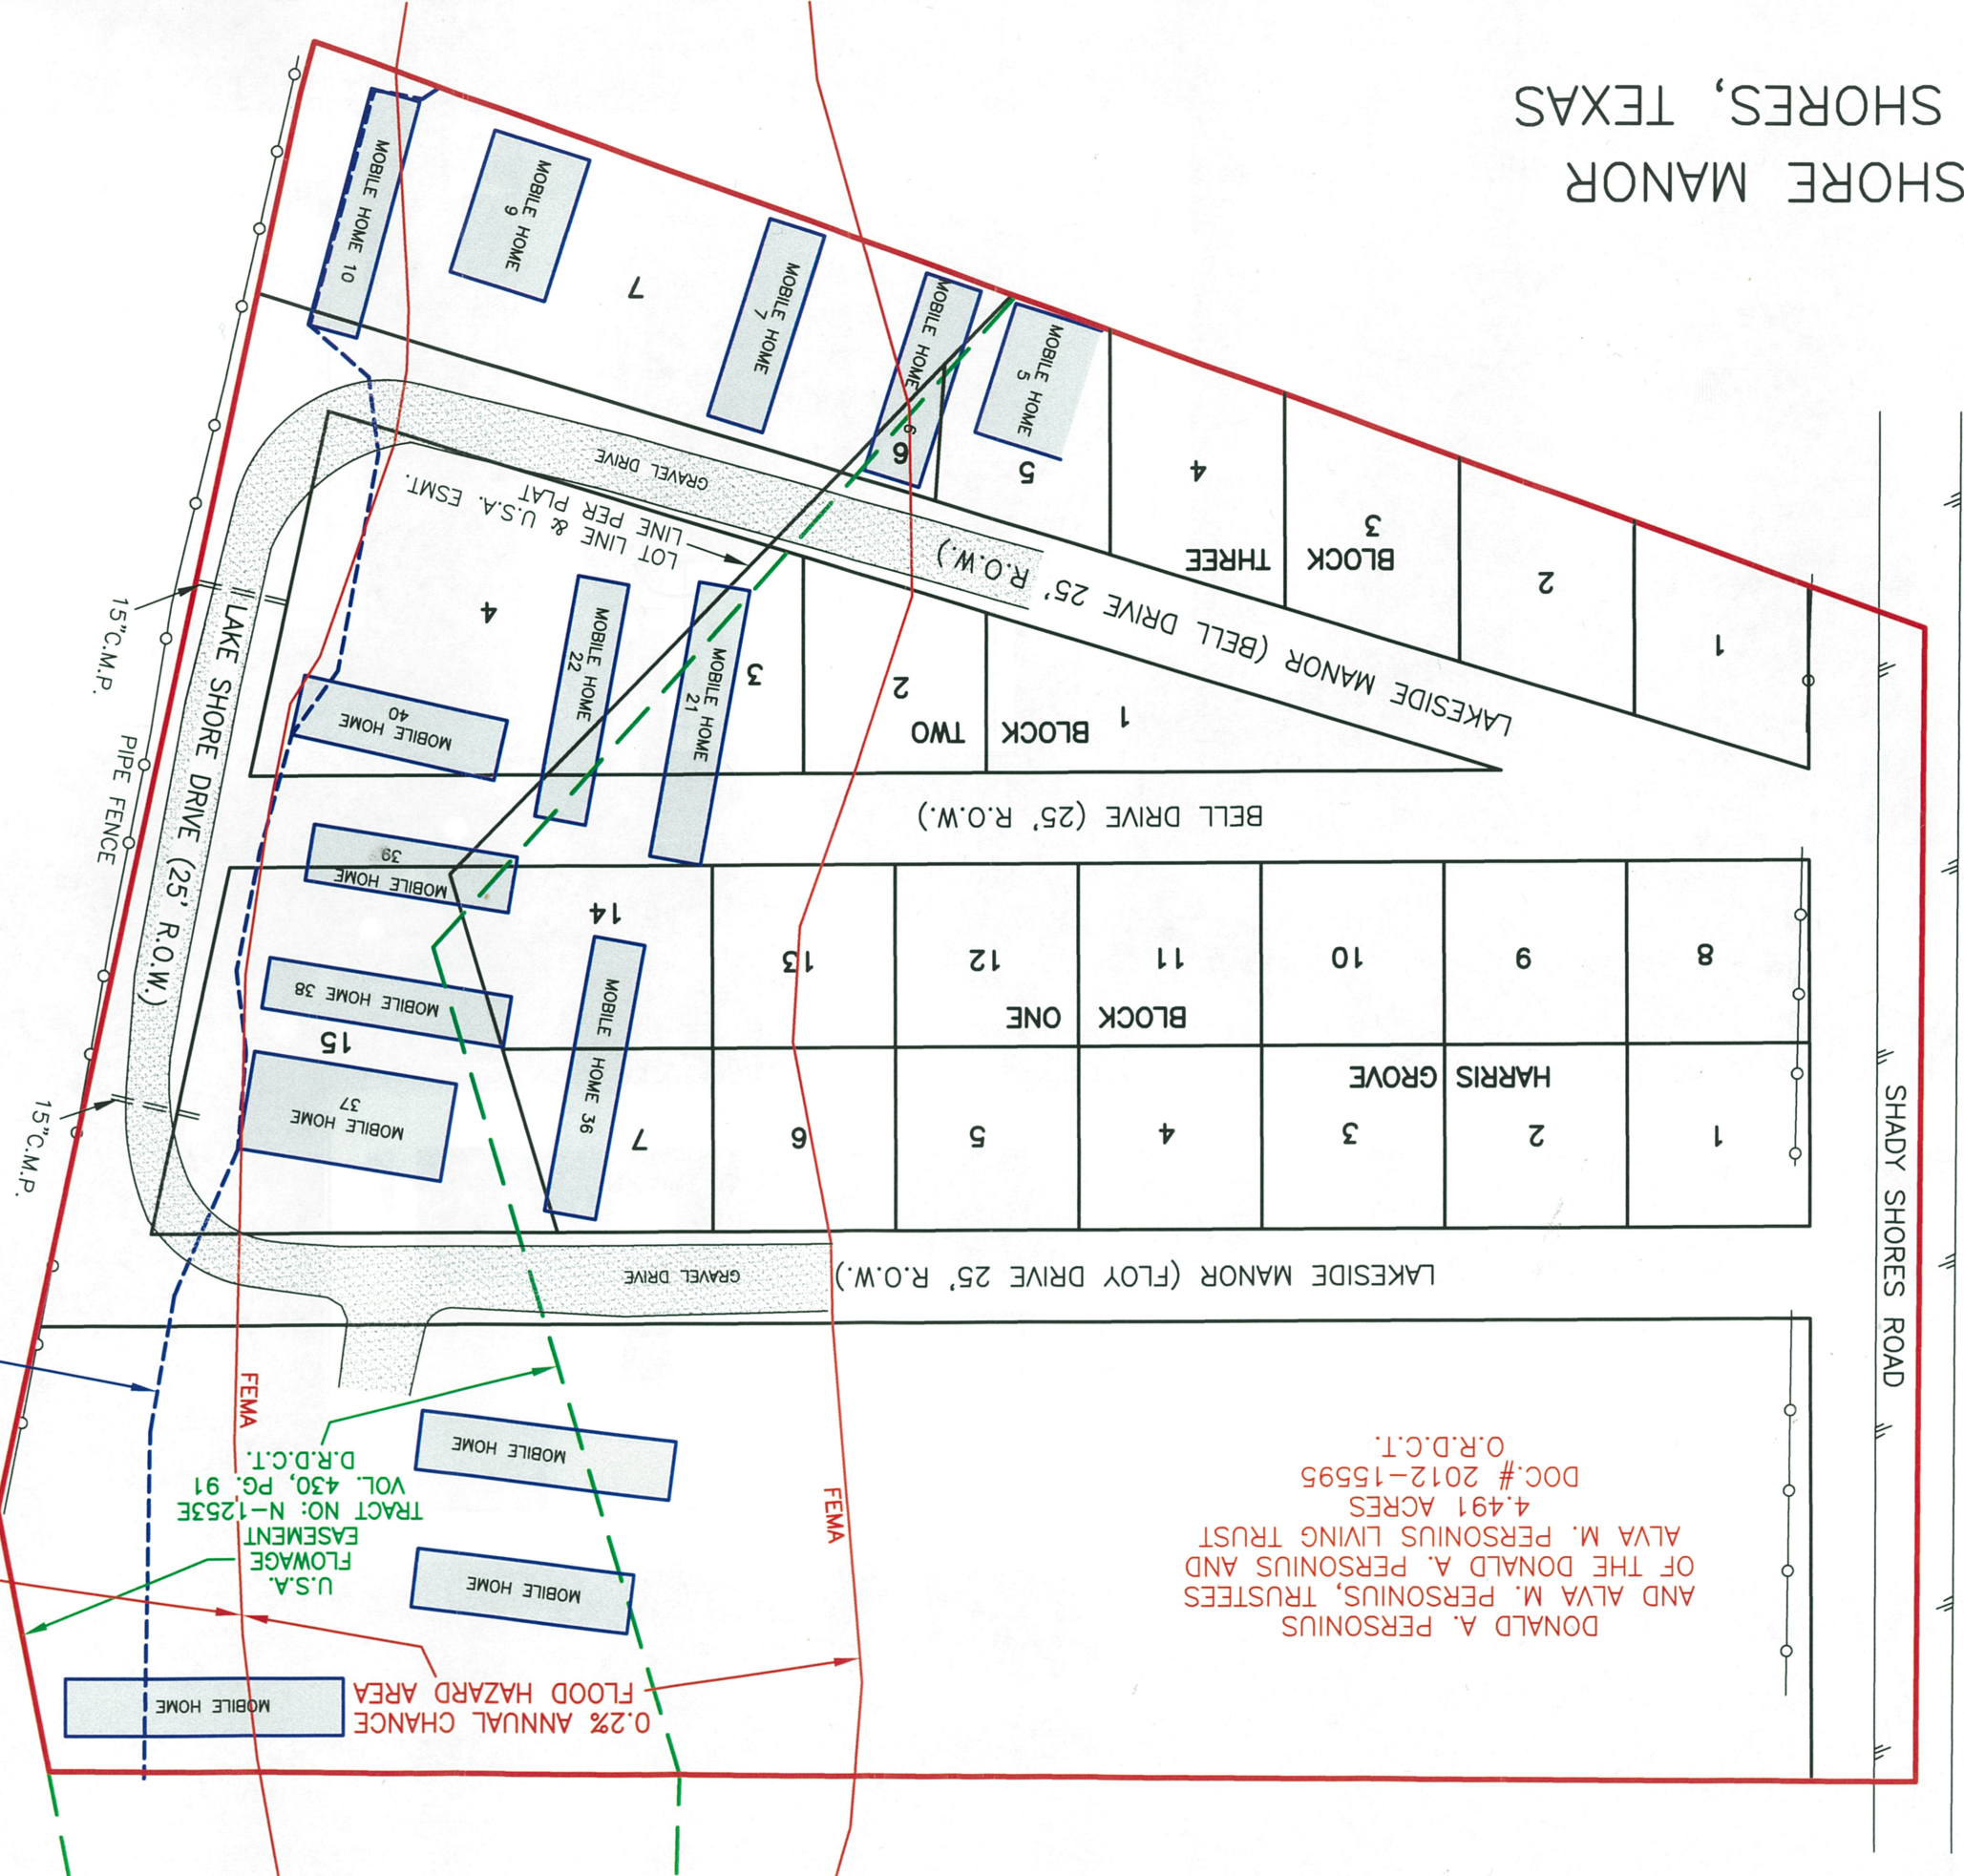 SHORE MANOR
SHORES, TEXAS
DONALD A. PERSONIUS
AND ALVA M. PERSONIUS, TRUSTEES
OF THE DONALD A. PERSONIUS AND
ALVA M. PERSONIUS LIVING TRUST
4.491 ACRES
DOC.# 2012-15595
O.R.D.C.T.
0.2% ANNUAL CHANCE
FLOOD HAZARD AREA
MOBILE HOME
U.S.A.
FLOWAGE
EASEMENT
TRACT NO: N-1253E
VOL. 430, PG. 91
D.R.D.C.T.
MOBILE HOME
MOBILE HOME
FEMA
FEMA
SHADY SHORES ROAD
LAKESIDE MANOR (FLOY DRIVE 25' R.O.W.)
GRAVEL DRIVE
1
2
3
4
5
6
7
HARRIS GROVE
BLOCK ONE
8
9
10
11
12
13
14
15
MOBILE HOME 36
MOBILE HOME
37
MOBILE HOME 38
MOBILE HOME
39
BELL DRIVE (25' R.O.W.)
1
BLOCK TWO
2
3
4
MOBILE HOME
21
MOBILE HOME
22
MOBILE HOME
40
LAKESIDE MANOR (BELL DRIVE 25' R.O.W.)
GRAVEL DRIVE
LOT LINE & U.S.A. ESMT.
LINE PER PLAT
1
2
BLOCK THREE
3
4
5
6
7
MOBILE HOME
5
MOBILE HOME
6
MOBILE HOME
7
MOBILE HOME
9
MOBILE HOME 10
LAKE SHORE DRIVE (25' R.O.W.)
PIPE FENCE
15"C.M.P.
15"C.M.P.